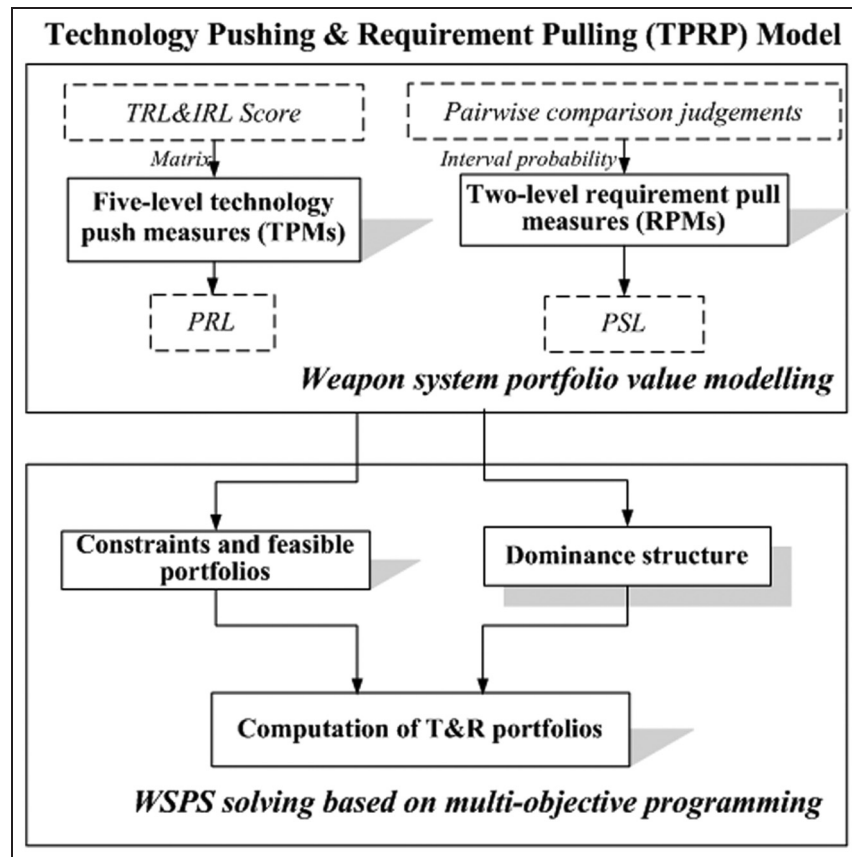 Technology Pushing & Requirement Pulling (TPRP) Model
TRL&IRL Score
Pairwise comparison judgements
Matrix
Interval probability
Five-level technology
push measures (TPMs)
Two-level requirement pull
measures (RPMs)
PRL
PSL
Weapon system portfolio value modelling
Constraints and feasible
portfolios
Dominance structure
Computation of T&R portfolios
WSPS solving based on multi-objective programming